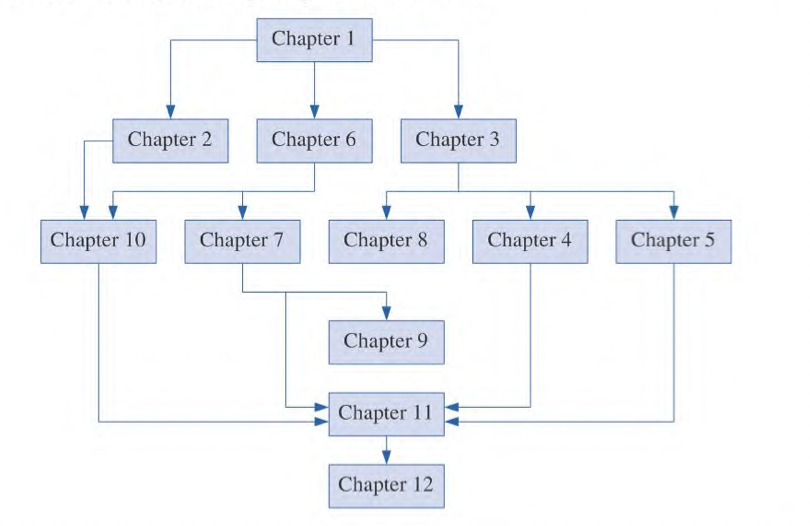 Chapter 1
Chapter 2
Chapter 6
Chapter 3
Chapter 10
Chapter 7
Chapter 8
Chapter 4
Chapter 5
Chapter 9
Chapter 11
Chapter 12